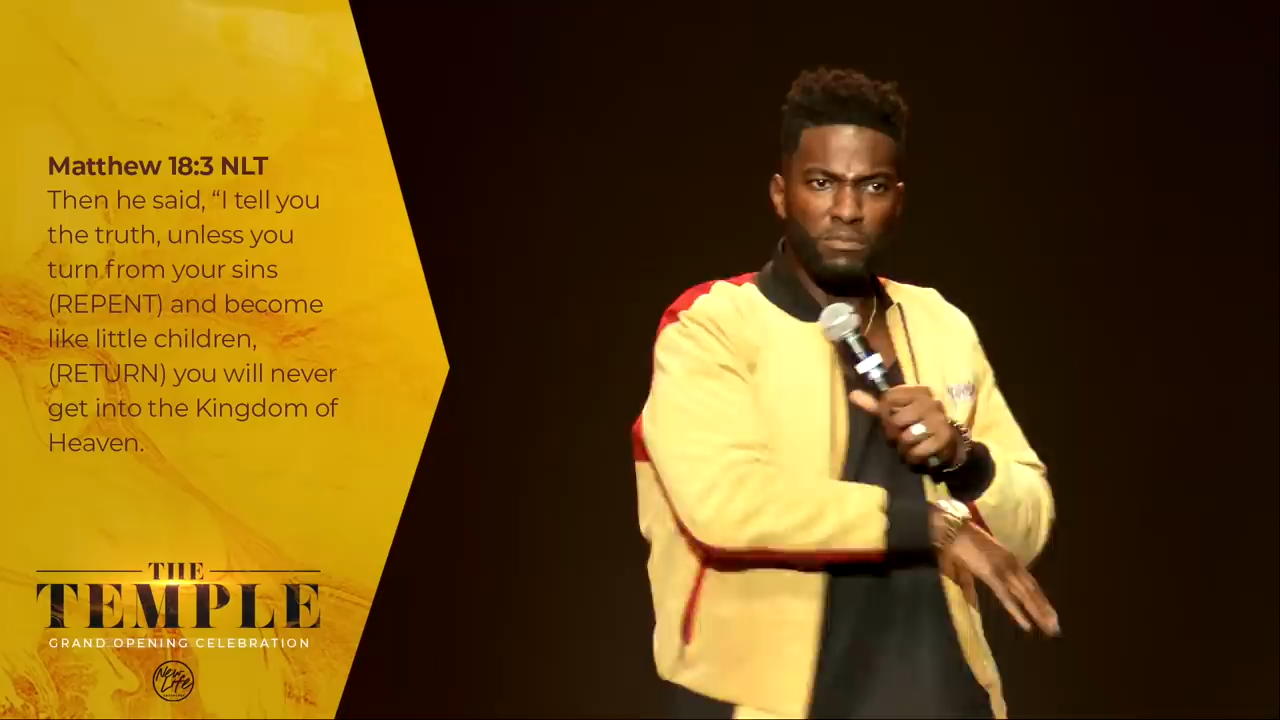 Matthew 18:3 NLT
Then he said, “I tell you
the truth, unless you
turn from your sins
(REPENT) and become
like little children,
(RETURN) you will never
get into the Kingdom of
Heaven.
THE
TEMPLE
GRAND OPENING CELEBRATION
New
Life